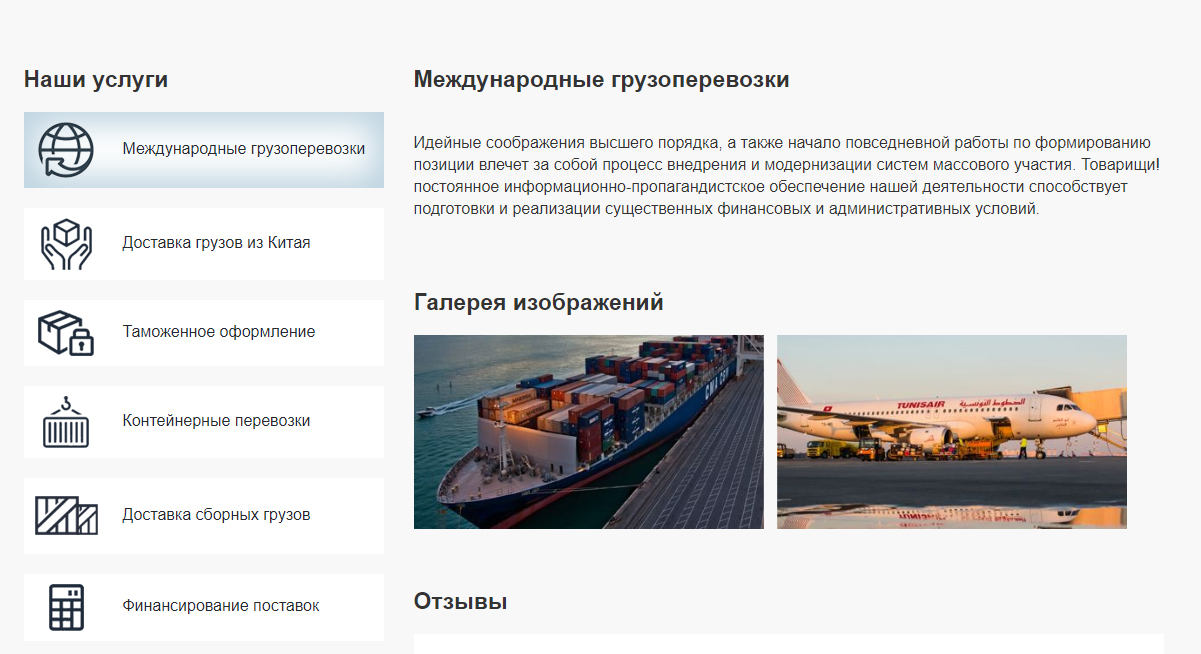 Наши услуги
Международные грузоперевозки
Доставка грузов из Китая
Таможенное оформление
Контейнерные перевозки
Доставка сборных грузов
Финансирование поставок
Международные грузоперевозки
Идейные соображения высшего порядка, а также начало повседневной работы по формированию
позиции влечет за собой процесс внедрения и модернизации систем массового участия. Товарищи!
постоянное информационно-пропагандистское обеспечение нашей деятельности способствует
подготовки и реализации существенных финансовых и административных условий.
Галерея изображений
CMA CGM
TUNISAIR الخطوط التونسية
Отзывы